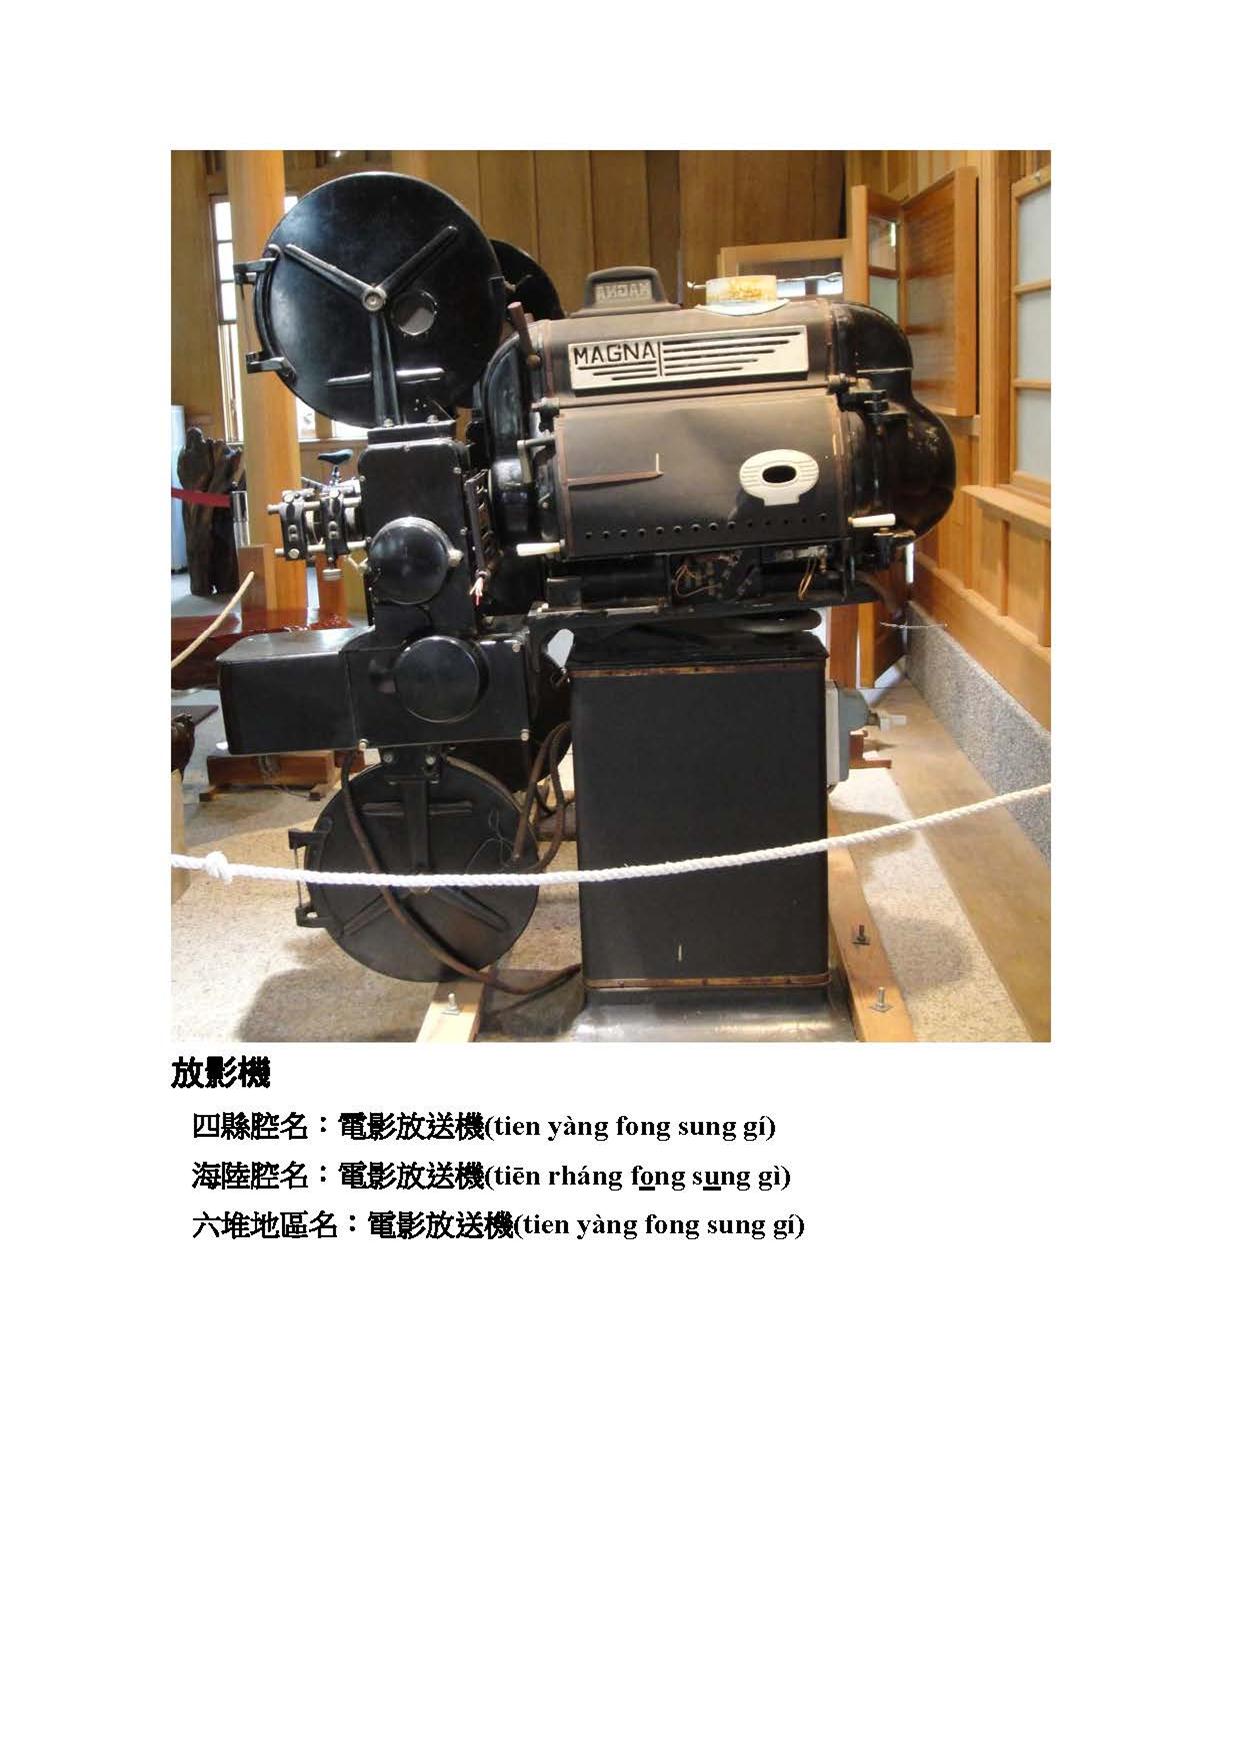 MAGNA
MAGNA
放影機
四縣腔名：電影放送機(tien yàng fong sung gí)
海陸腔名：電影放送機(tiēn rháng fong sung gì)
六堆地區名：電影放送機(tien yàng fong sung gí)